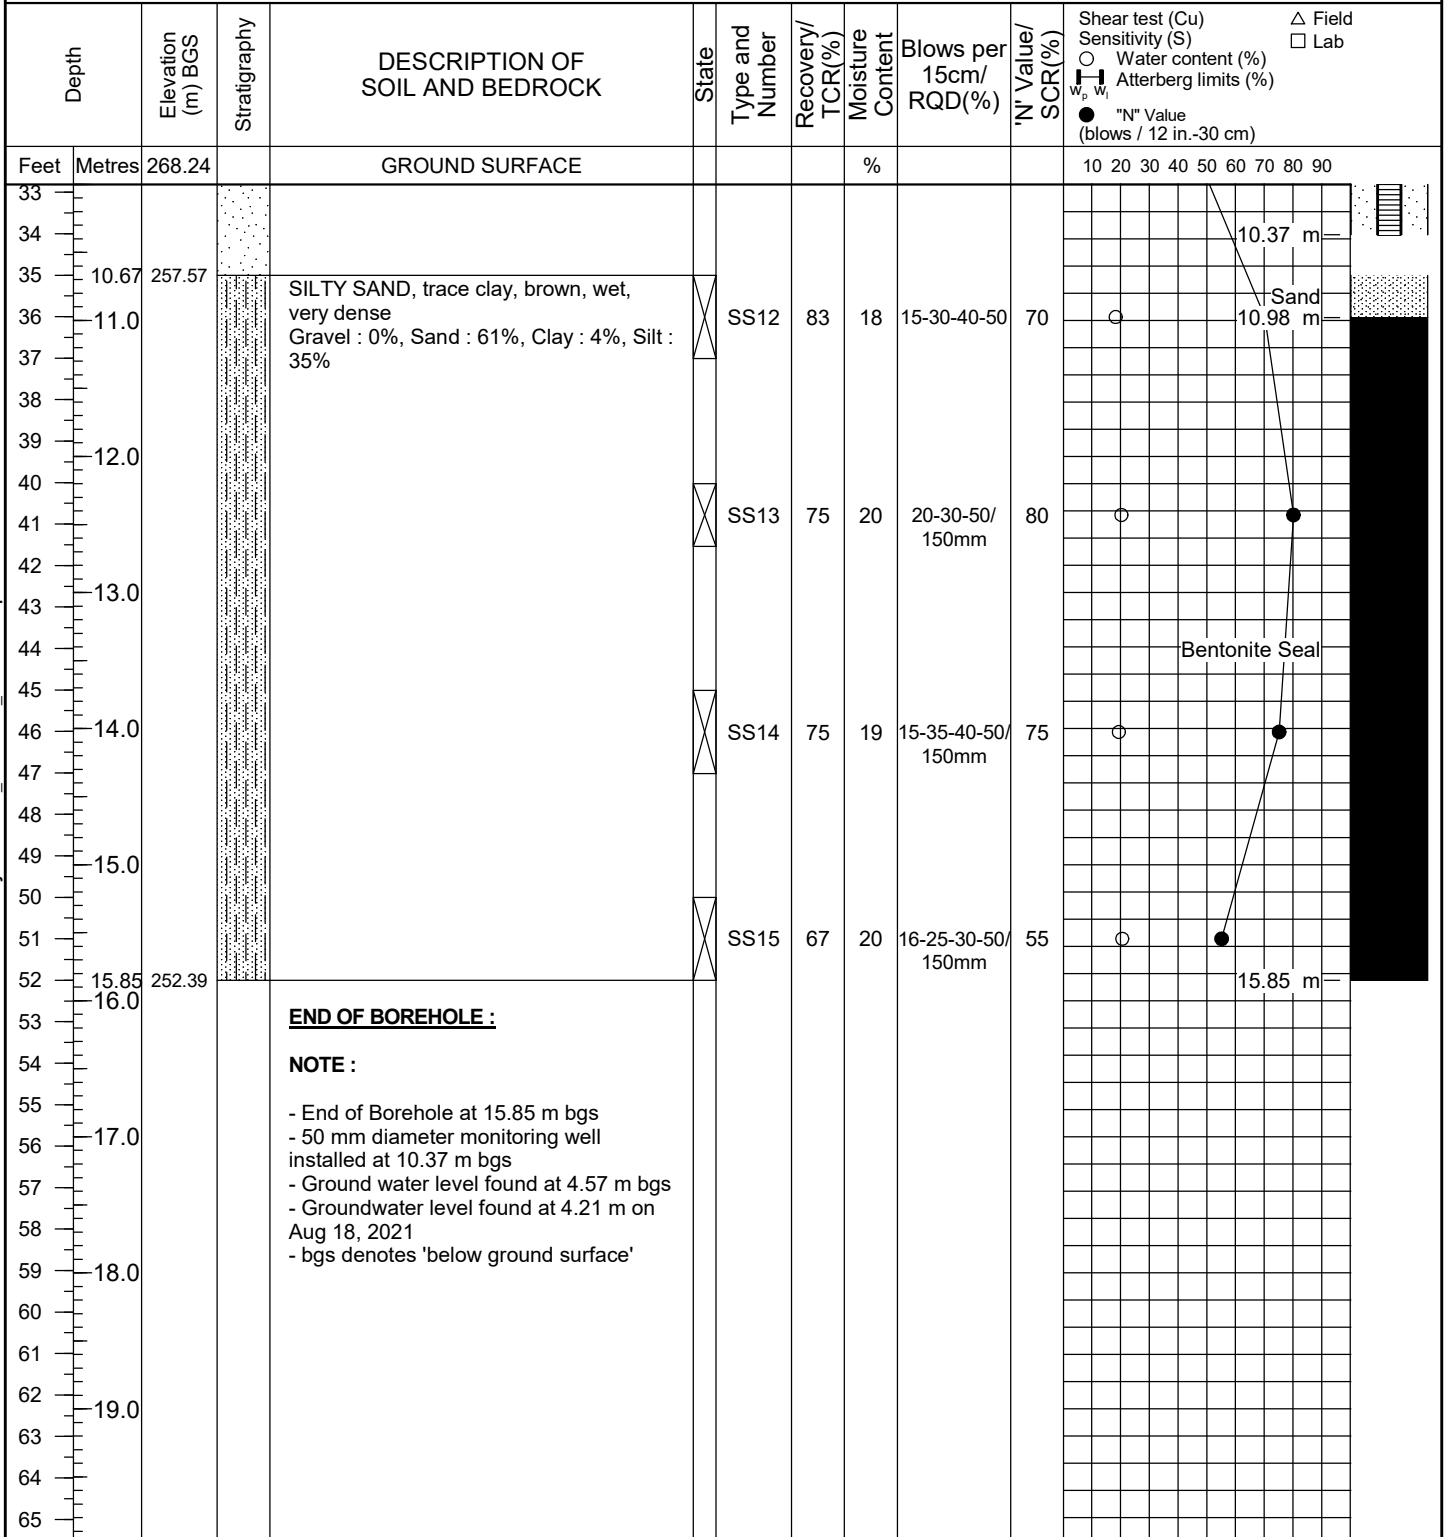 Depth
Elevation
(m) BGS
Stratigraphy
DESCRIPTION OF
SOIL AND BEDROCK
State
Type and
Number
Recovery/
TCR(%)
Moisture
Content
Blows per
15cm/
RQD(%)
'N' Value/
SCR(%)
Shear test (Cu)
Sensitivity (S)
△ Field
□ Lab
○ Water content (%)
Wp Wl Atterberg limits (%)
● "N" Value
(blows / 12 in.-30 cm)
Feet Metres 268.24 GROUND SURFACE % 10 20 30 40 50 60 70 80 90
33
34 10.37 m
35 10.67 257.57
SILTY SAND, trace clay, brown, wet,
very dense
Gravel : 0%, Sand : 61%, Clay : 4%, Silt :
35%
Sand
36 11.0 SS12 83 18 15-30-40-50 70 10.98 m
37
38
39
12.0
40
41 SS13 75 20 20-30-50/
150mm 80
42
13.0
43
44 Bentonite Seal
45
46 14.0 SS14 75 19 15-35-40-50/
150mm 75
47
48
49
15.0
50
51 SS15 67 20 16-25-30-50/
150mm 55
52 15.85 252.39 15.85 m
16.0
53
END OF BOREHOLE :
54
NOTE :
55
- End of Borehole at 15.85 m bgs
17.0
- 50 mm diameter monitoring well
56
installed at 10.37 m bgs
57
- Ground water level found at 4.57 m bgs
- Groundwater level found at 4.21 m on
58
Aug 18, 2021
- bgs denotes 'below ground surface'
59
18.0
60
61
62
19.0
63
64
65